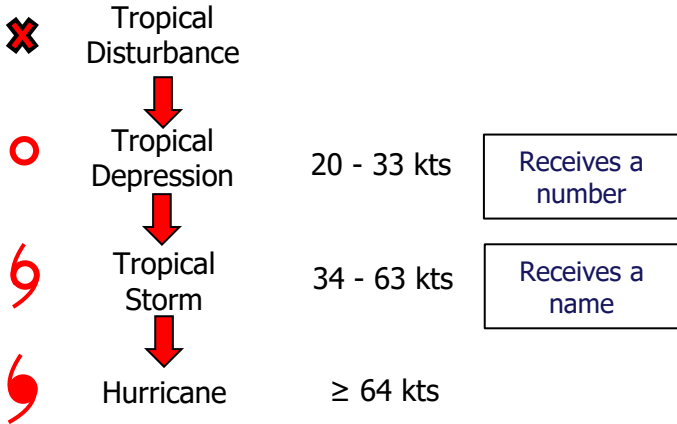 Tropical
Disturbance
Tropical
Depression
20 - 33 kts
Receives a
number
Tropical
Storm
34 - 63 kts
Receives a
name
Hurricane
≥ 64 kts